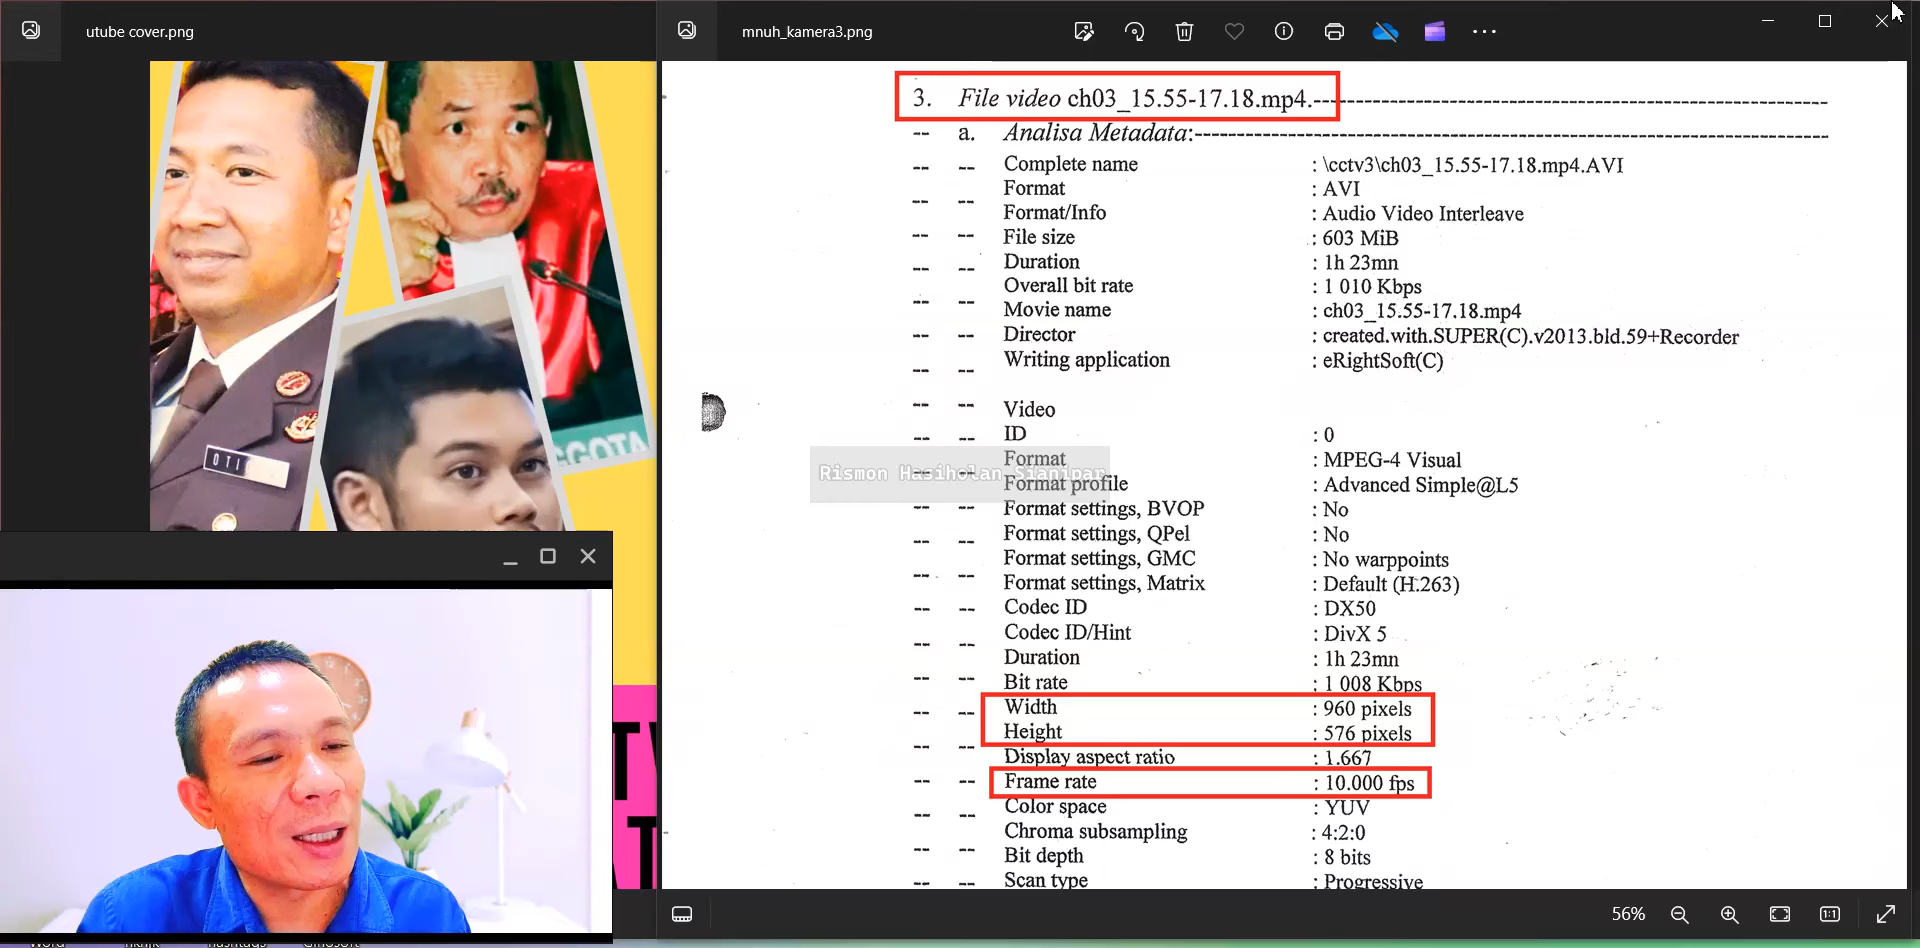 utube cover.png
mnuh_kamera3.png
3. File video ch03_15.55-17.18.mp4.
a. Analisa Metadata:
Complete name : \cctv3\ch03_15.55-17.18.mp4.AVI
Format : AVI
Format/Info : Audio Video Interleave
File size : 603 MiB
Duration : 1h 23mn
Overall bit rate : 1 010 Kbps
Movie name : ch03_15.55-17.18.mp4
Director : created.with.SUPER(C).v2013.bld.59+Recorder
Writing application : eRightSoft(C)
Video
ID : 0
Format : MPEG-4 Visual
Format profile : Advanced Simple@L5
Format settings, BVOP : No
Format settings, QPel : No
Format settings, GMC : No warppoints
Format settings, Matrix : Default (H.263)
Codec ID : DX50
Codec ID/Hint : DivX 5
Duration : 1h 23mn
Bit rate : 1 008 Kbps
Width : 960 pixels
Height : 576 pixels
Display aspect ratio : 1.667
Frame rate : 10.000 fps
Color space : YUV
Chroma subsampling : 4:2:0
Bit depth : 8 bits
Scan type : Progressive
Rismon Hasiholan Sianipar
OTI
GGOTA
56%
1:1